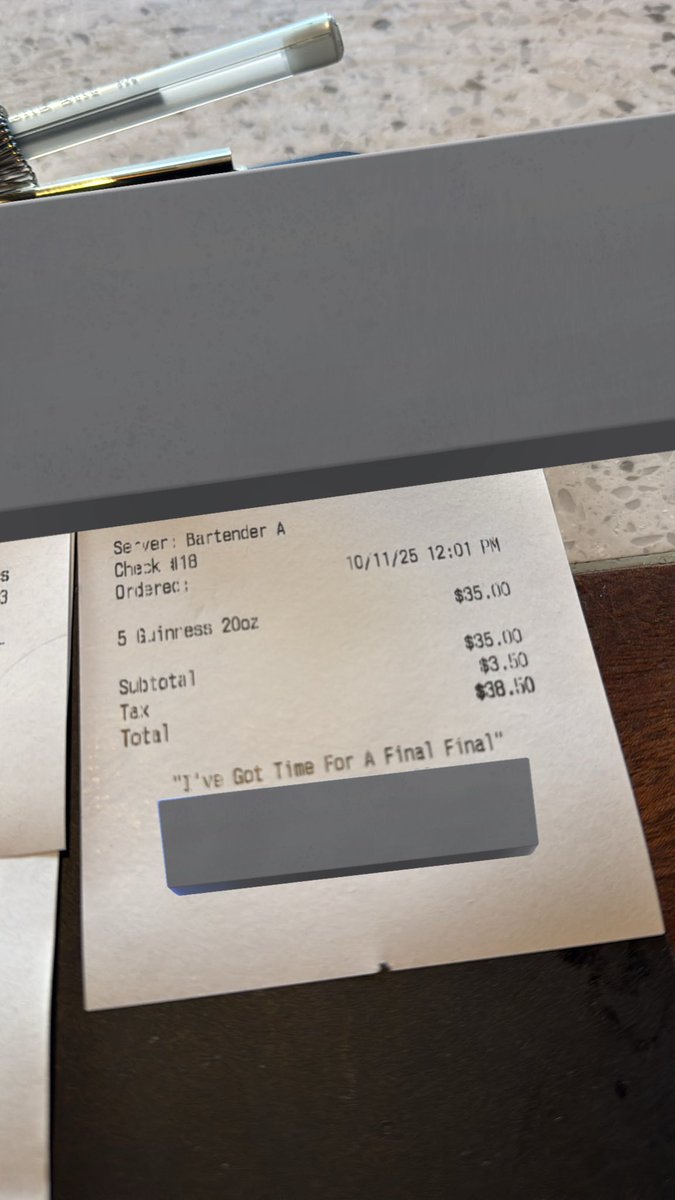 Server: Bartender A
Check #18 10/11/25 12:01 PM
Ordered:
5 Guinness 20oz $35.00
Subtotal $35.00
Tax $3.50
Total $38.50
"I've Got Time For A Final Final"
s
3